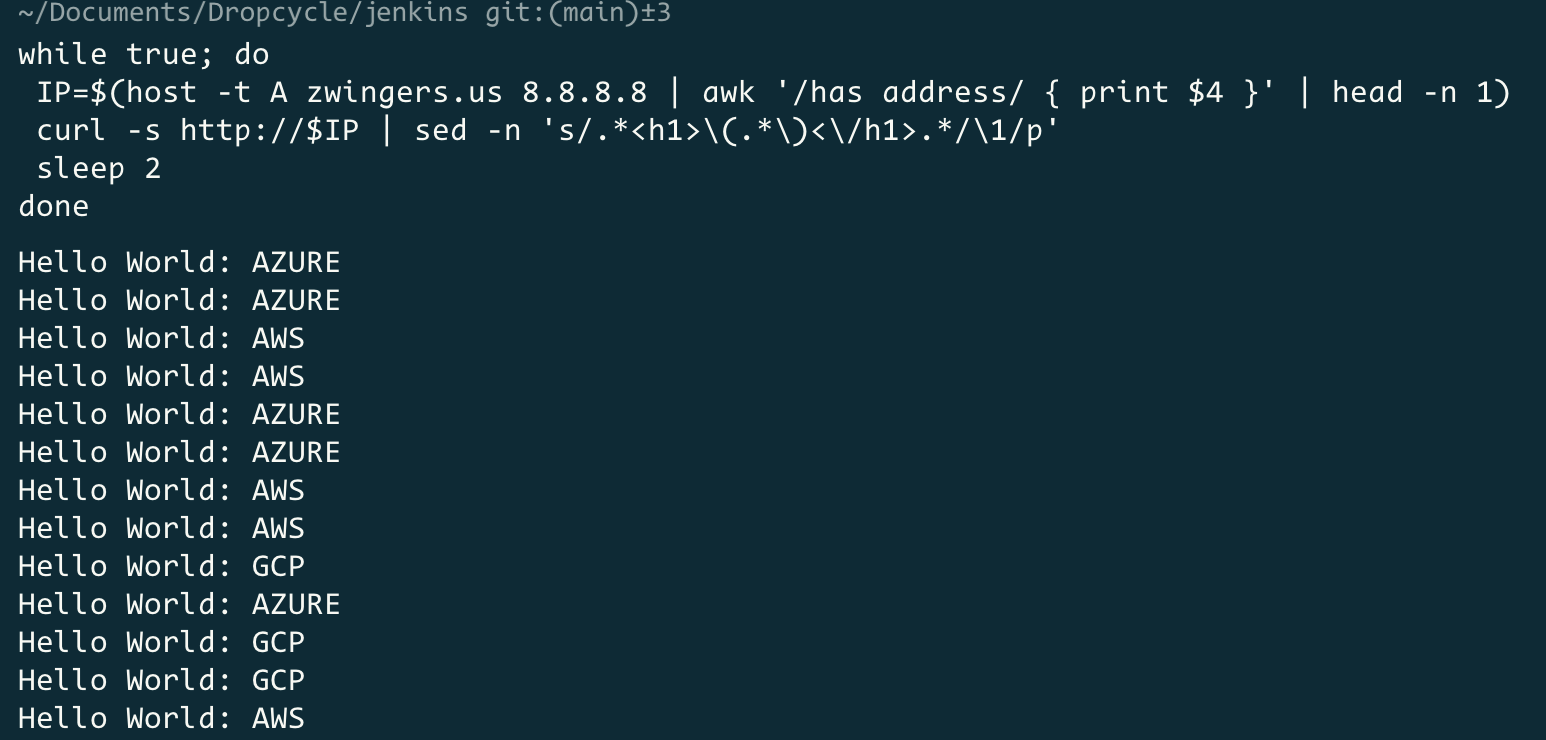 ~/Documents/Dropcycle/jenkins git:(main)±3
while true; do
 IP=$(host -t A zwingers.us 8.8.8.8 | awk '/has address/ { print $4 }' | head -n 1)
 curl -s http://$IP | sed -n 's/.*<h1>\(.*\)<\/h1>.*/\1/p'
 sleep 2
done
Hello World: AZURE
Hello World: AZURE
Hello World: AWS
Hello World: AWS
Hello World: AZURE
Hello World: AZURE
Hello World: AWS
Hello World: AWS
Hello World: GCP
Hello World: AZURE
Hello World: GCP
Hello World: GCP
Hello World: AWS